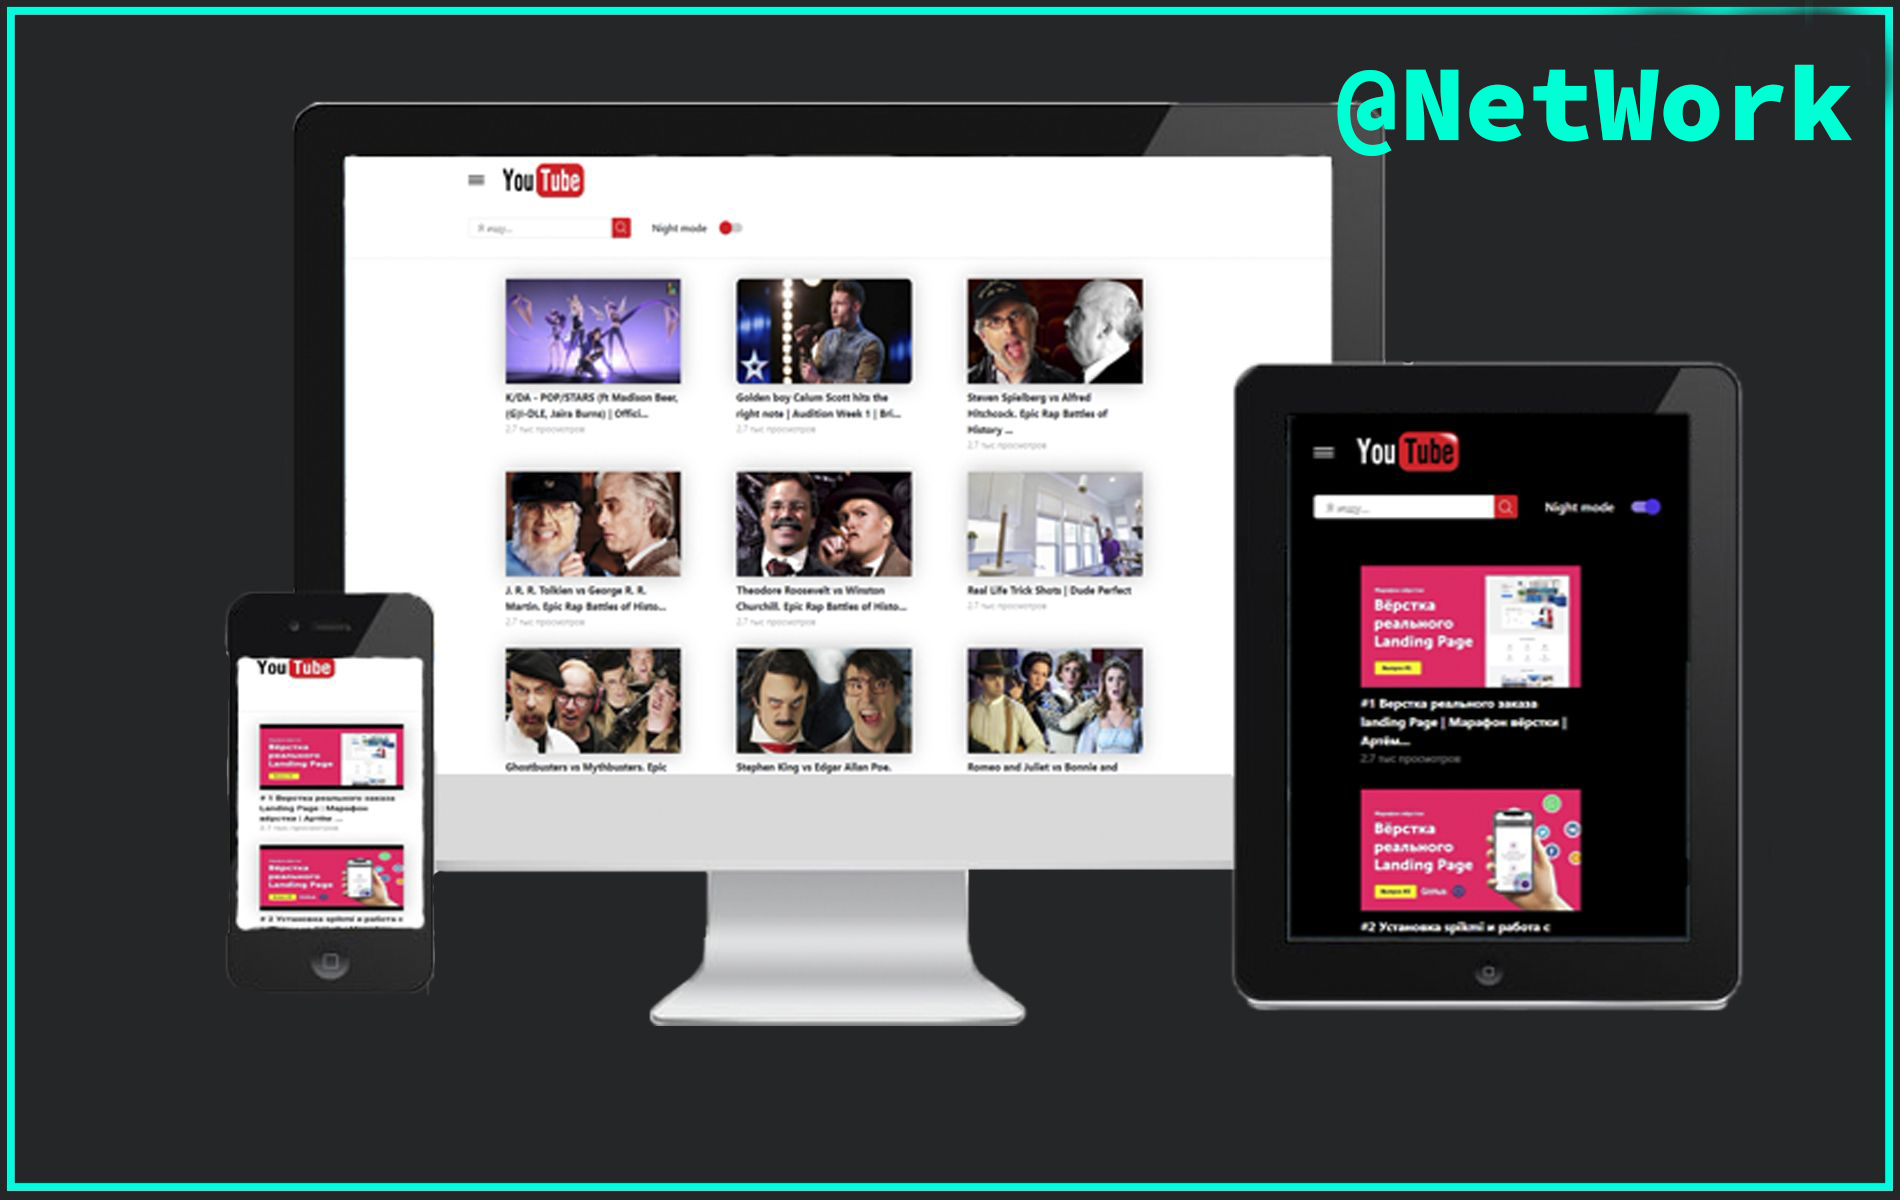 @NetWork
YouTube
Я ищу...
Night mode
K/DA - POP/STARS (ft Madison Beer,
(G)I-DLE, Jaira Burns) | Offici...
2.7 тыс просмотров
Golden boy Calum Scott hits the
right note | Audition Week 1 | Bri...
2.7 тыс просмотров
Steven Spielberg vs Alfred
Hitchcock. Epic Rap Battles of
History ...
2.7 тыс просмотров
J. R. R. Tolkien vs George R. R.
Martin. Epic Rap Battles of Histo...
2.7 тыс просмотров
Theodore Roosevelt vs Winston
Churchill. Epic Rap Battles of Histo...
2.7 тыс просмотров
Real Life Trick Shots | Dude Perfect
2.7 тыс просмотров
Ghostbusters vs Mythbusters. Epic
Stephen King vs Edgar Allan Poe.
Romeo and Juliet vs Bonnie and
YouTube
Вёрстка
реального
Landing Page
# 1 Верстка реального заказа
Landing Page | Марафон
вёрстки | Артём ...
2.7 тыс просмотров
Вёрстка
реального
Landing Page
# 2 Установка spikmi и работа с
YouTube
Я ищу...
Night mode
Марафон вёрстки
Вёрстка
реального
Landing Page
Выпуск #1
#1 Верстка реального заказа
landing Page | Марафон вёрстки |
Артём...
2.7 тыс просмотров
Марафон вёрстки
Вёрстка
реального
Landing Page
GitHub
#2 Установка spikmi и работа с